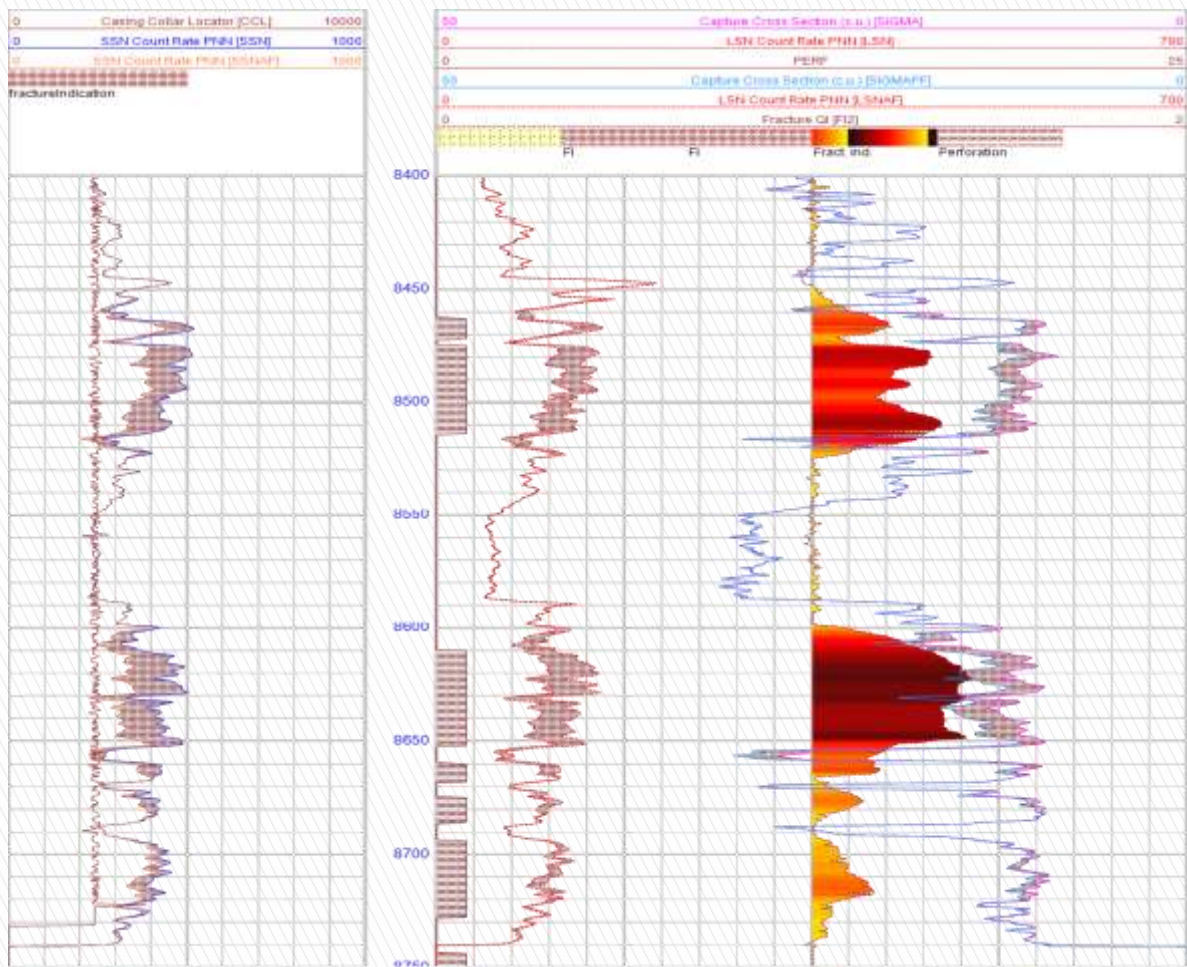 0 Casing Collar Locator [CCL] 10000
0 SSN Count Rate PNN [SSN] 1000
0 SSN Count Rate PNN [SSNAF] 1000
fractureIndication
50 Capture Cross Section (c.u.) [SIGMA] 0
0 LSN Count Rate PNN [LSN] 700
0 PERF 25
50 Capture Cross Section (c.u.) [SIGMAFF] 0
0 LSN Count Rate PNN [LSNAF] 700
0 Fracture QI [FI2] 2
FI FI Fract ind. Perforation
8400
8450
8500
8550
8600
8650
8700
8750